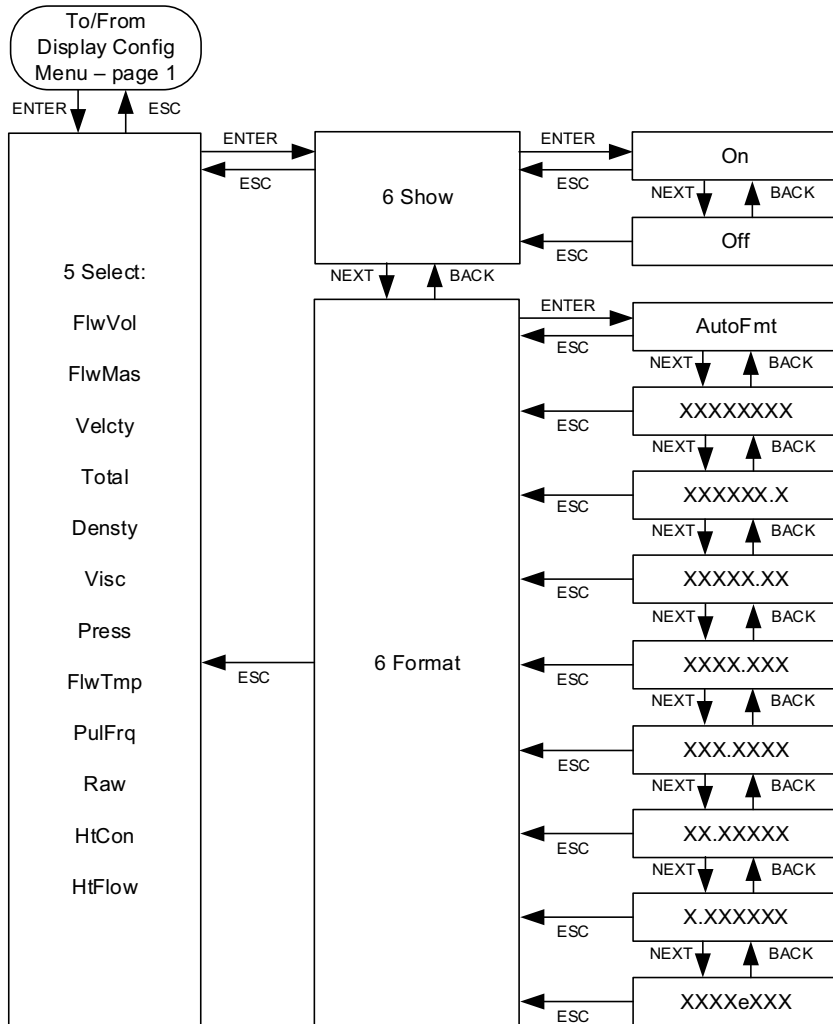 To/From
Display Config
Menu – page 1
ENTER
ESC
5 Select:
FlwVol
FlwMas
Velcty
Total
Densty
Visc
Press
FlwTmp
PulFrq
Raw
HtCon
HtFlow
ENTER
ESC
6 Show
ENTER
ESC
On
NEXT
BACK
Off
ESC
NEXT
BACK
6 Format
ESC
ENTER
ESC
AutoFmt
NEXT
BACK
XXXXXXXX
ESC
NEXT
BACK
XXXXXX.X
ESC
NEXT
BACK
XXXXX.XX
ESC
NEXT
BACK
XXXX.XXX
ESC
NEXT
BACK
XXX.XXXX
ESC
NEXT
BACK
XX.XXXXX
ESC
NEXT
BACK
X.XXXXXX
ESC
NEXT
BACK
XXXXeXXX
ESC